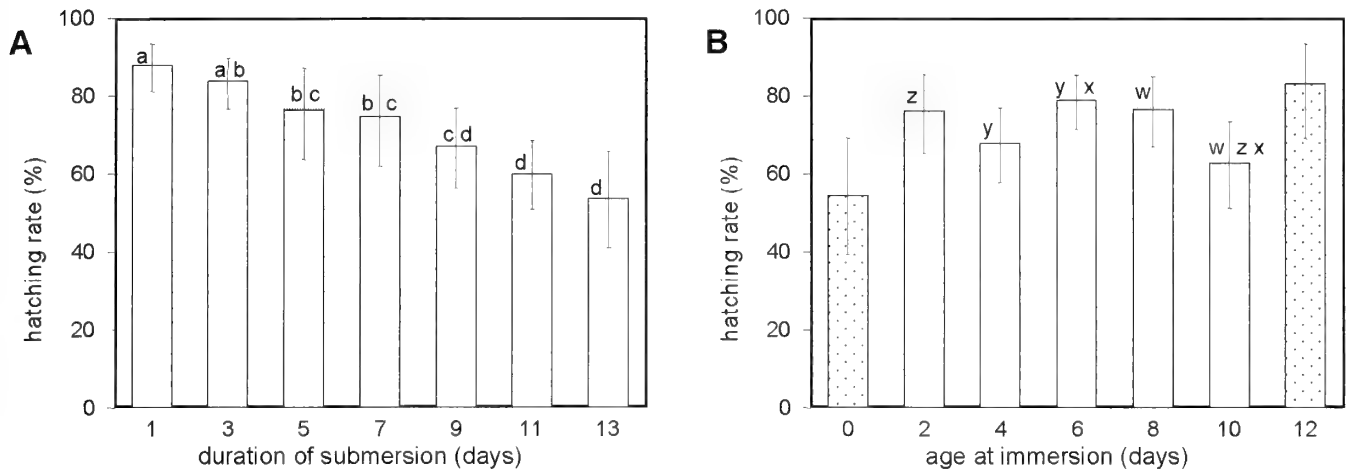 A
hatching rate (%)
100
80
60
40
20
0
a
a b
b c
b c
c d
d
d
1 3 5 7 9 11 13
duration of submersion (days)
B
hatching rate (%)
100
80
60
40
20
0
z
y
y x
w
w z x
0 2 4 6 8 10 12
age at immersion (days)